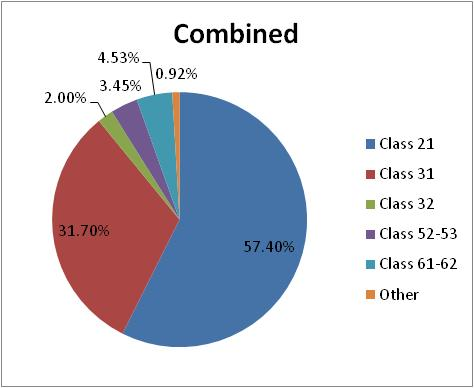 Combined
4.53%
0.92%
3.45%
2.00%
31.70%
57.40%
Class 21
Class 31
Class 32
Class 52-53
Class 61-62
Other